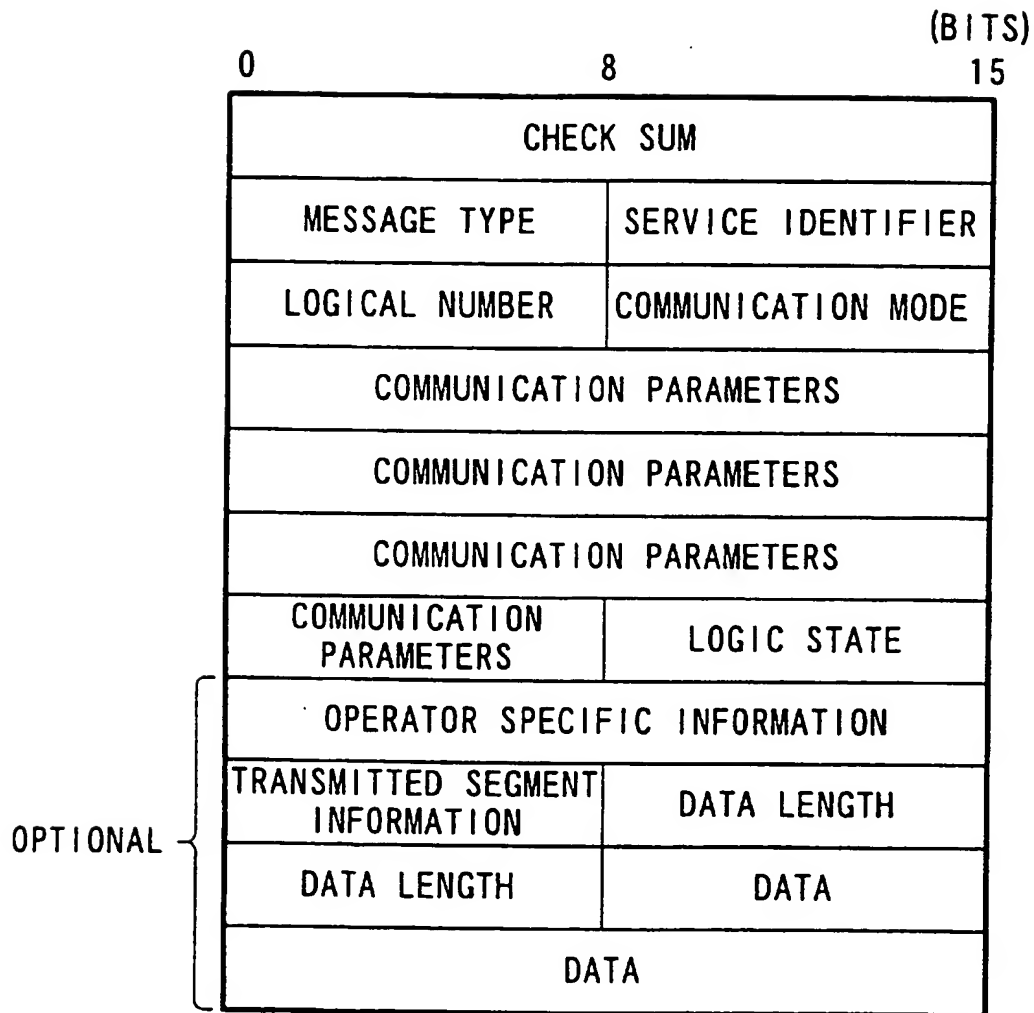 (BITS)
0 8 15
CHECK SUM
MESSAGE TYPE SERVICE IDENTIFIER
LOGICAL NUMBER COMMUNICATION MODE
COMMUNICATION PARAMETERS
COMMUNICATION PARAMETERS
COMMUNICATION PARAMETERS
COMMUNICATION
PARAMETERS
LOGIC STATE
OPERATOR SPECIFIC INFORMATION
TRANSMITTED SEGMENT
INFORMATION
DATA LENGTH
OPTIONAL
DATA LENGTH DATA
DATA